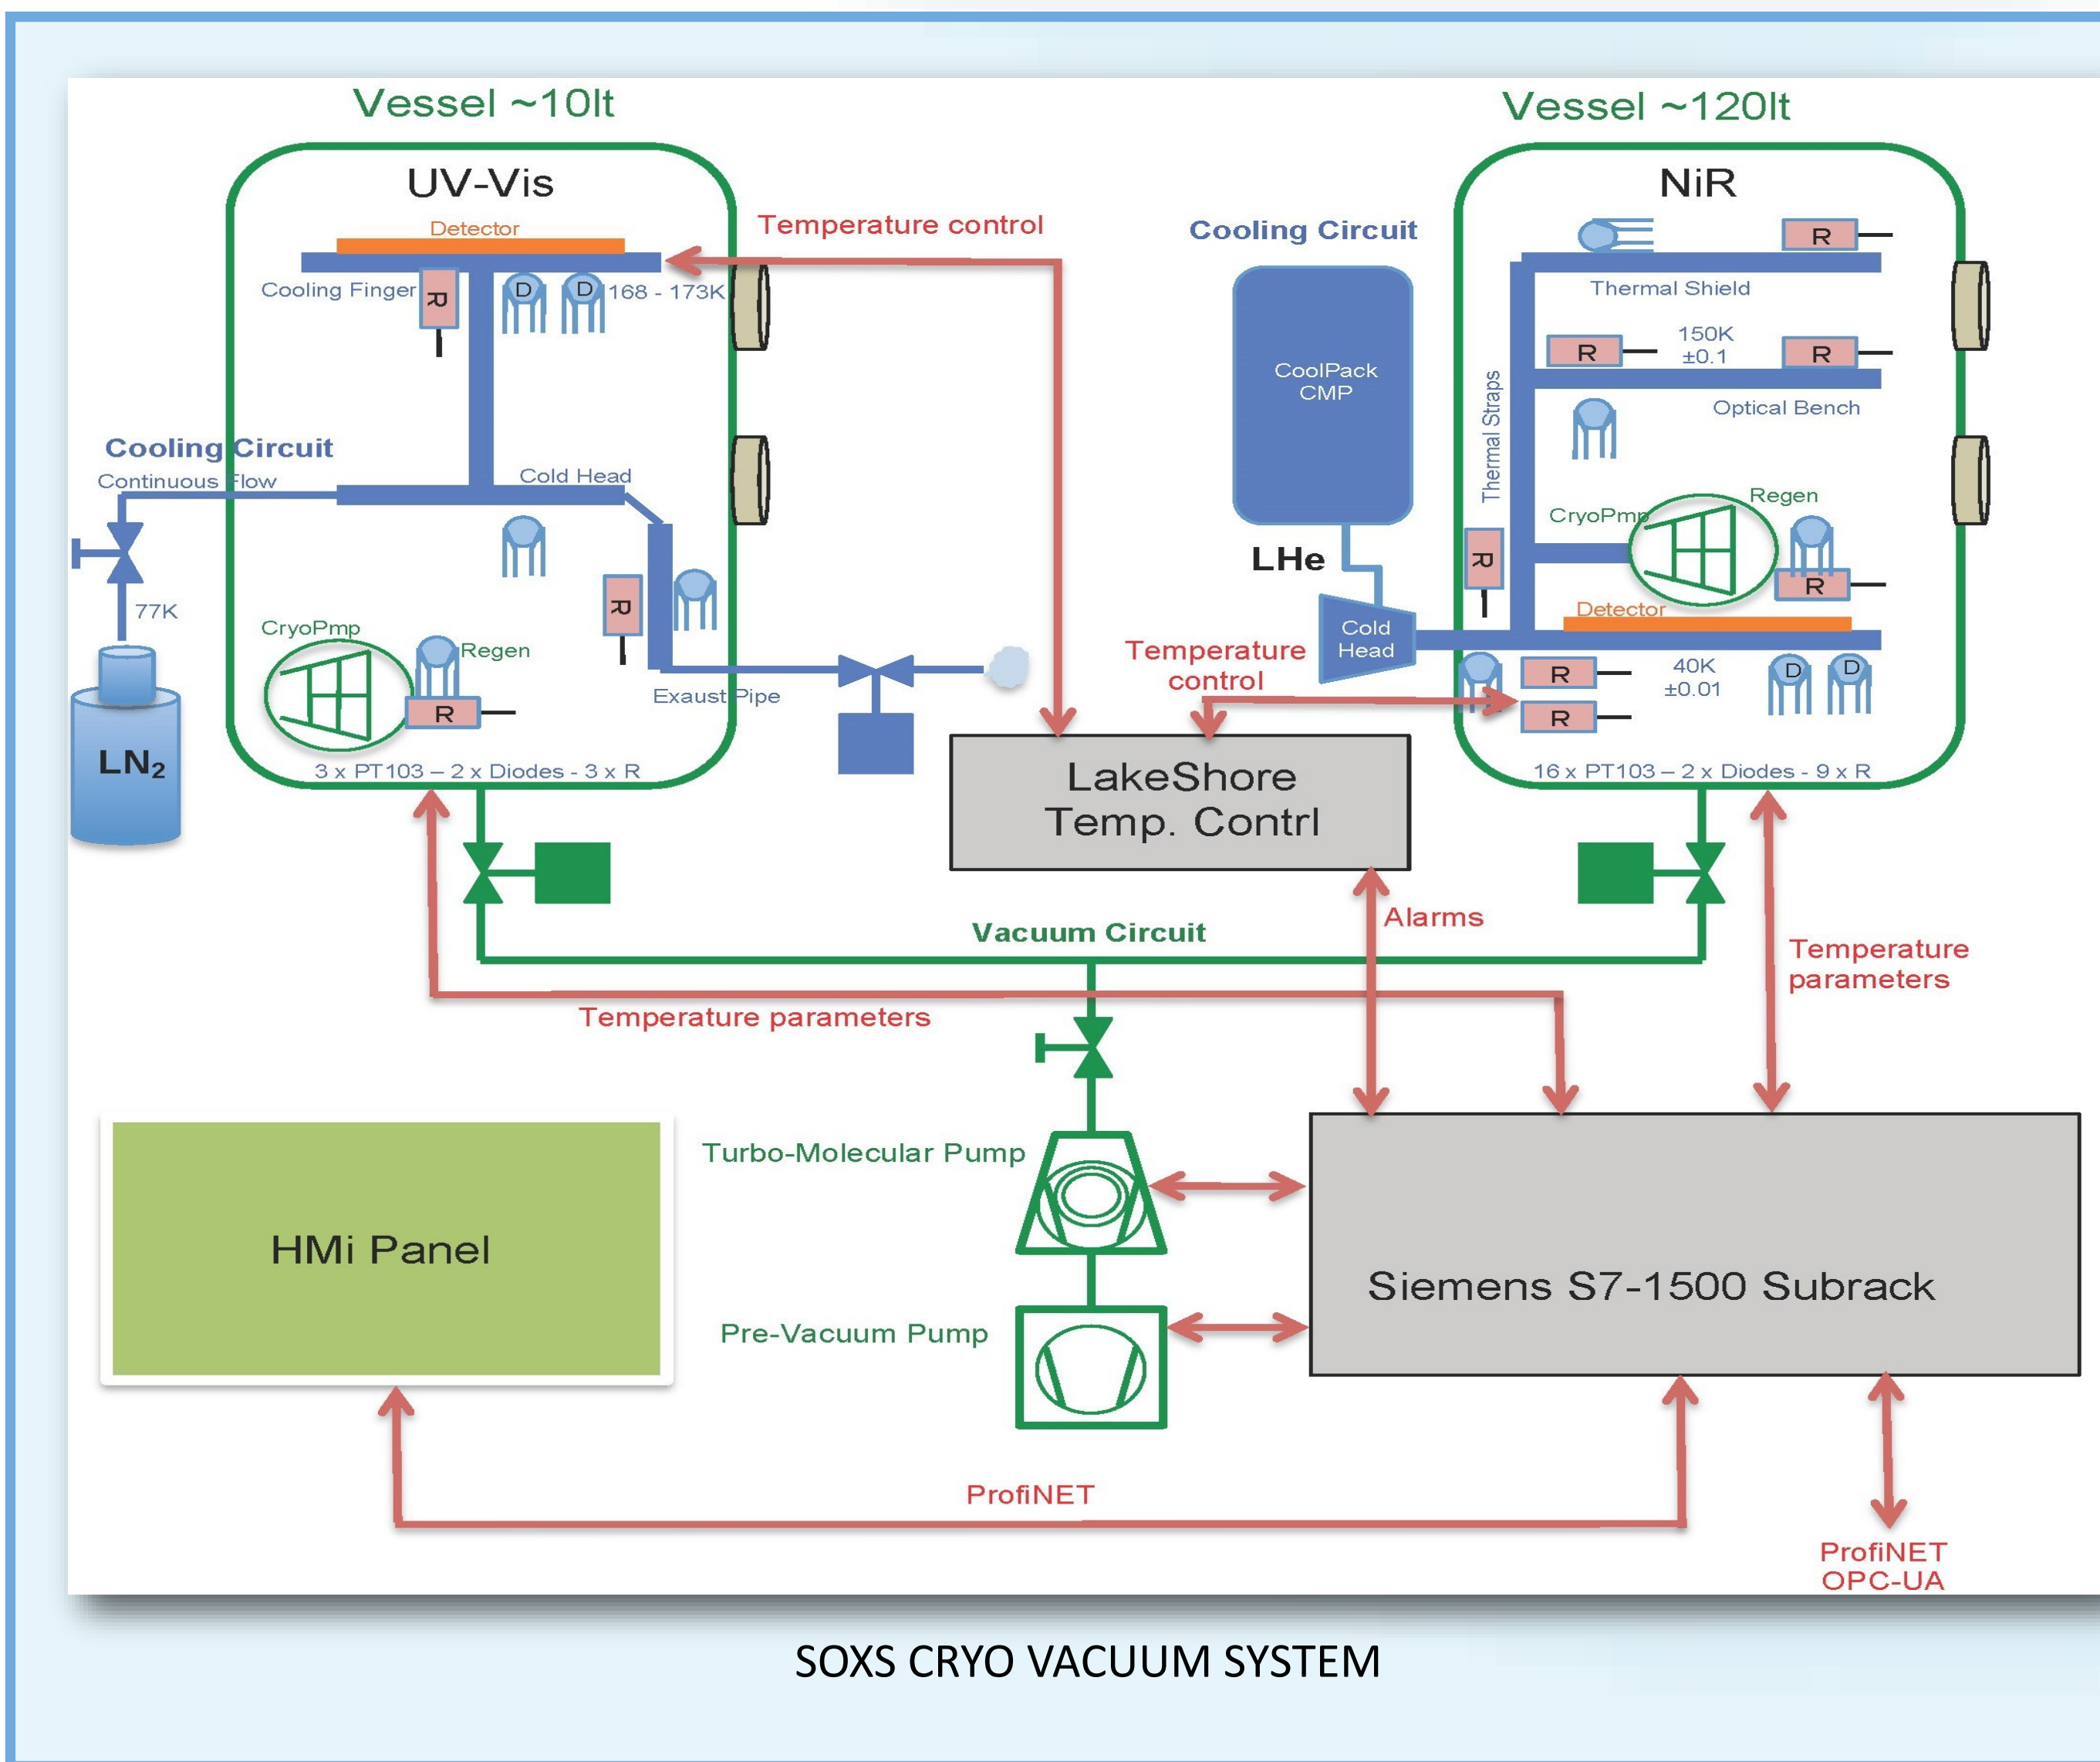 Vessel ~10lt
Vessel ~120lt
UV-Vis
Detector
Cooling Finger
R
D
D
168 - 173K
Temperature control
Cooling Circuit
Continuous Flow
Cold Head
77K
LN2
R
CryoPmp
Regen
R
Exaust Pipe
3 x PT103 – 2 x Diodes - 3 x R
Cooling Circuit
CoolPack
CMP
LHe
Cold
Head
Temperature
control
NiR
R
Thermal Shield
R
150K
±0.1
R
Optical Bench
Thermal Straps
CryoPmp
Regen
R
R
Detector
R
R
40K
±0.01
D
D
16 x PT103 – 2 x Diodes - 9 x R
LakeShore
Temp. Contrl
Alarms
Vacuum Circuit
Temperature parameters
Temperature
parameters
Turbo-Molecular Pump
HMi Panel
Siemens S7-1500 Subrack
Pre-Vacuum Pump
ProfiNET
ProfiNET
OPC-UA
SOXS CRYO VACUUM SYSTEM